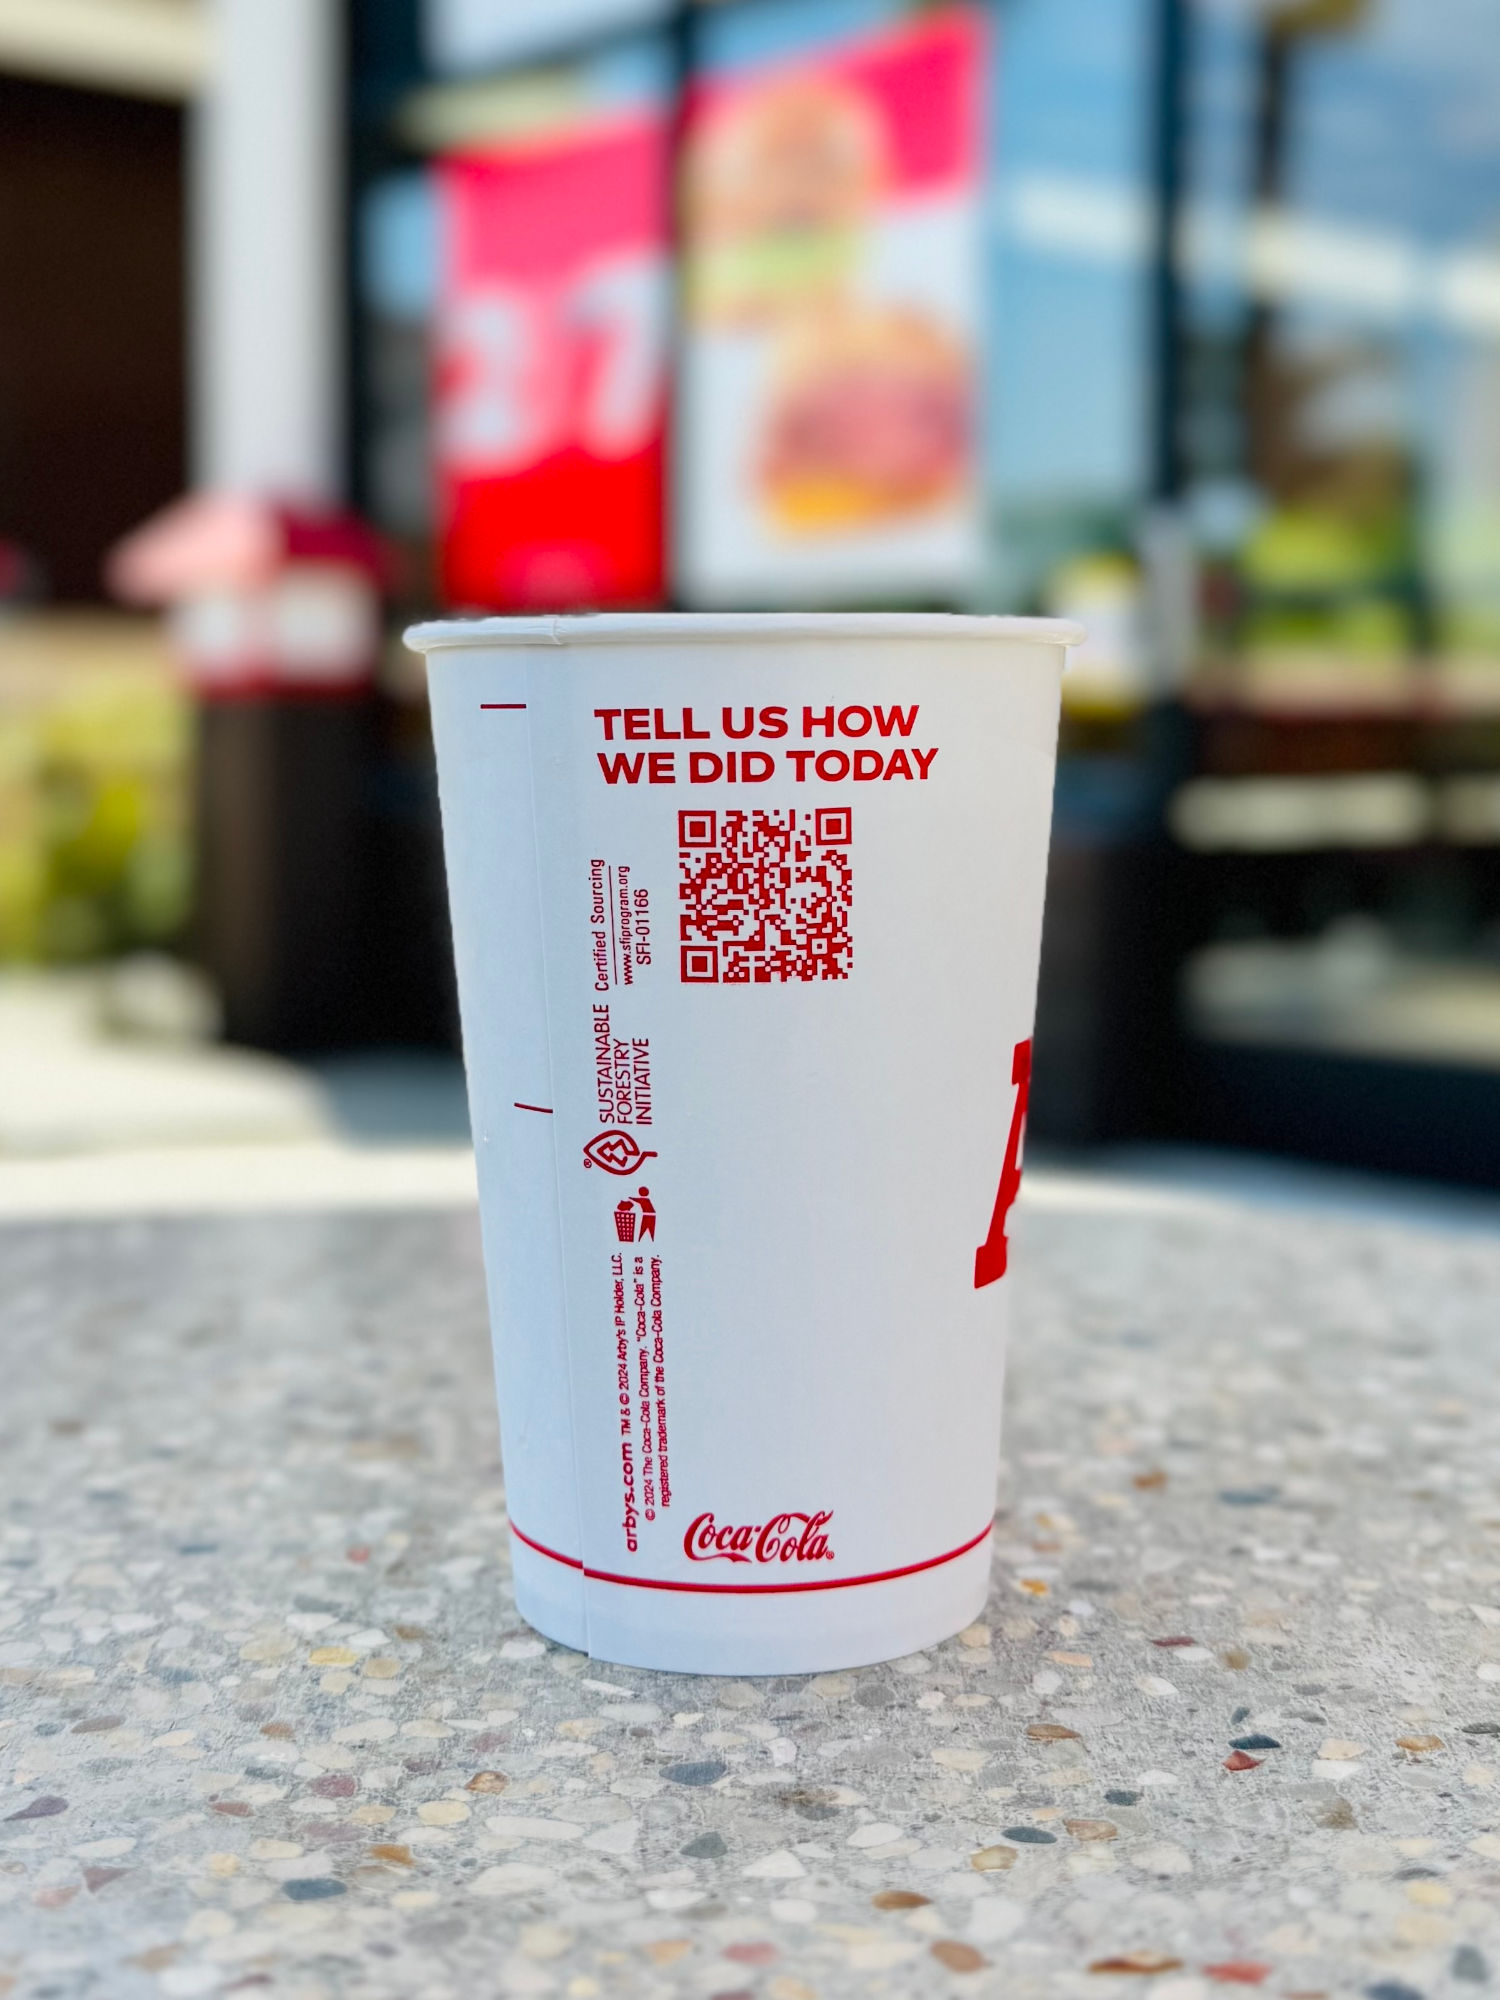 TELL US HOW
WE DID TODAY
Certified Sourcing
www.sfiprogram.org
SFI-01166
SUSTAINABLE
FORESTRY
INITIATIVE
®
arbys.com TM & © 2024 Arby's IP Holder, LLC.
© 2024 The Coca-Cola Company. "Coca-Cola" is a
registered trademark of the Coca-Cola Company.
Coca-Cola®
2 7